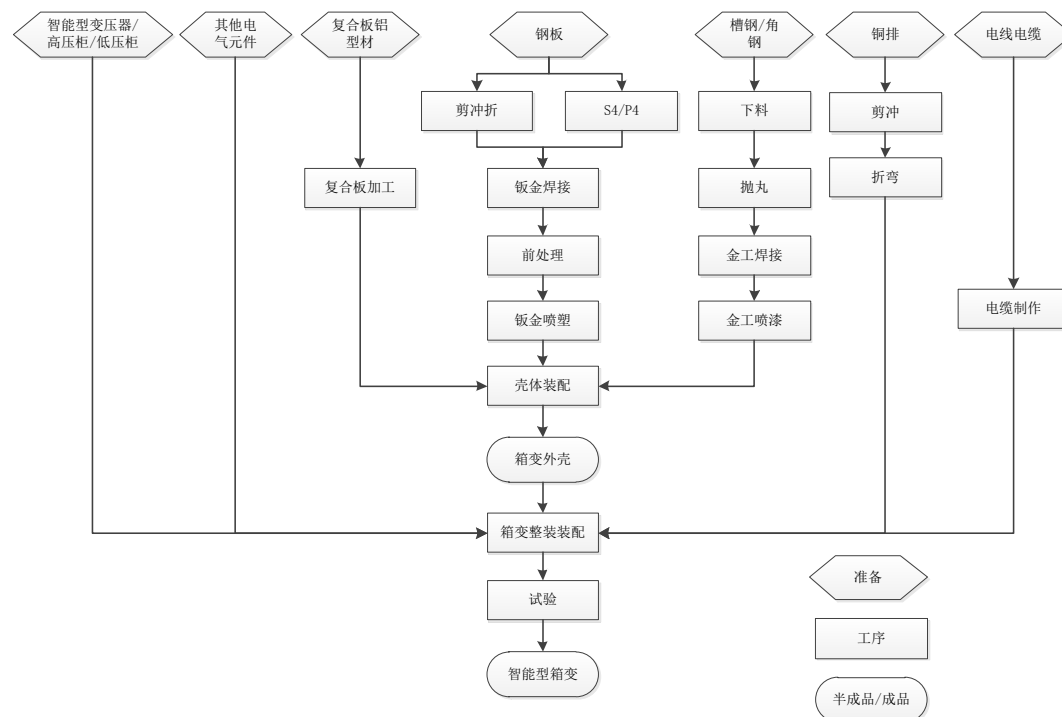 智能型变压器/
高压柜/低压柜
其他电
气元件
复合板铝
型材
钢板
槽钢/角
钢
铜排
电线电缆
剪冲折
S4/P4
下料
剪冲
复合板加工
钣金焊接
抛丸
折弯
前处理
金工焊接
钣金喷塑
金工喷漆
电缆制作
壳体装配
箱变外壳
箱变整装装配
试验
智能型箱变
准备
工序
半成品/成品